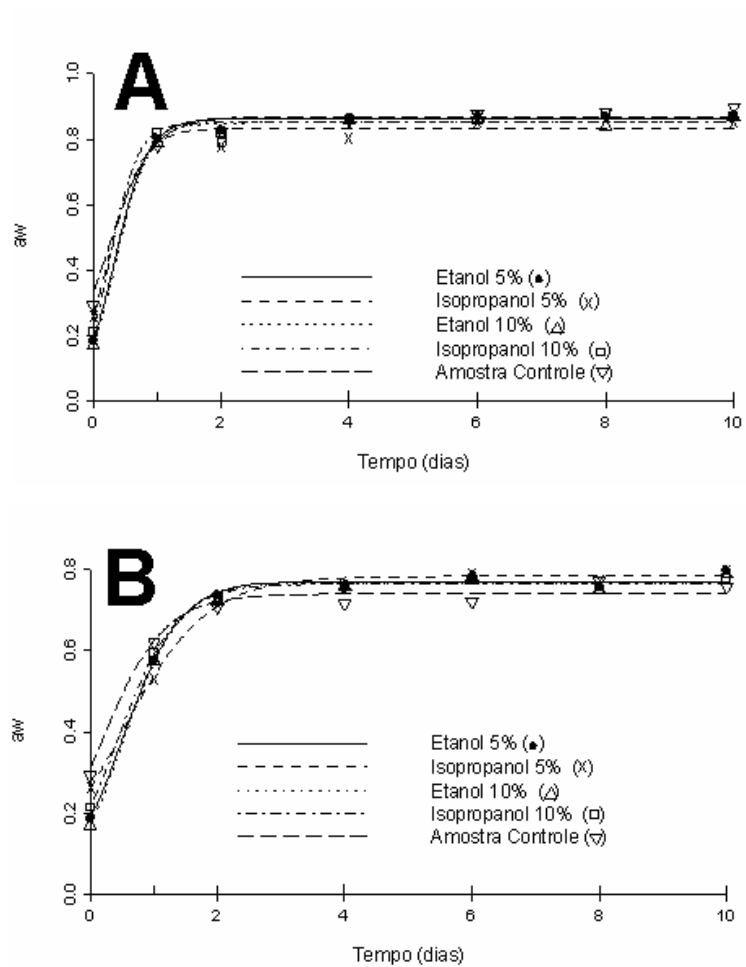 A
1.0
0.8
0.6
0.4
0.2
0.0
aw
Etanol 5% (●)
Isopropanol 5% (x)
Etanol 10% (△)
Isopropanol 10% (□)
Amostra Controle (▽)
0 2 4 6 8 10
Tempo (dias)
B
0.8
0.6
0.4
0.2
0.0
aw
Etanol 5% (●)
Isopropanol 5% (x)
Etanol 10% (△)
Isopropanol 10% (□)
Amostra Controle (▽)
0 2 4 6 8 10
Tempo (dias)